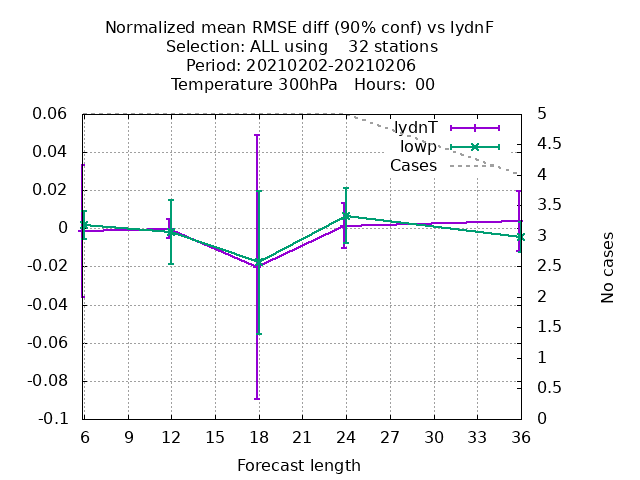 Normalized mean RMSE diff (90% conf) vs lydnF
Selection: ALL using    32 stations
Period: 20210202-20210206
Temperature 300hPa   Hours:  00
lydnT
lowp
Cases
0.06
0.04
0.02
0
-0.02
-0.04
-0.06
-0.08
-0.1
5
4.5
4
3.5
3
2.5
2
1.5
1
0.5
0
No cases
6 9 12 15 18 21 24 27 30 33 36
Forecast length